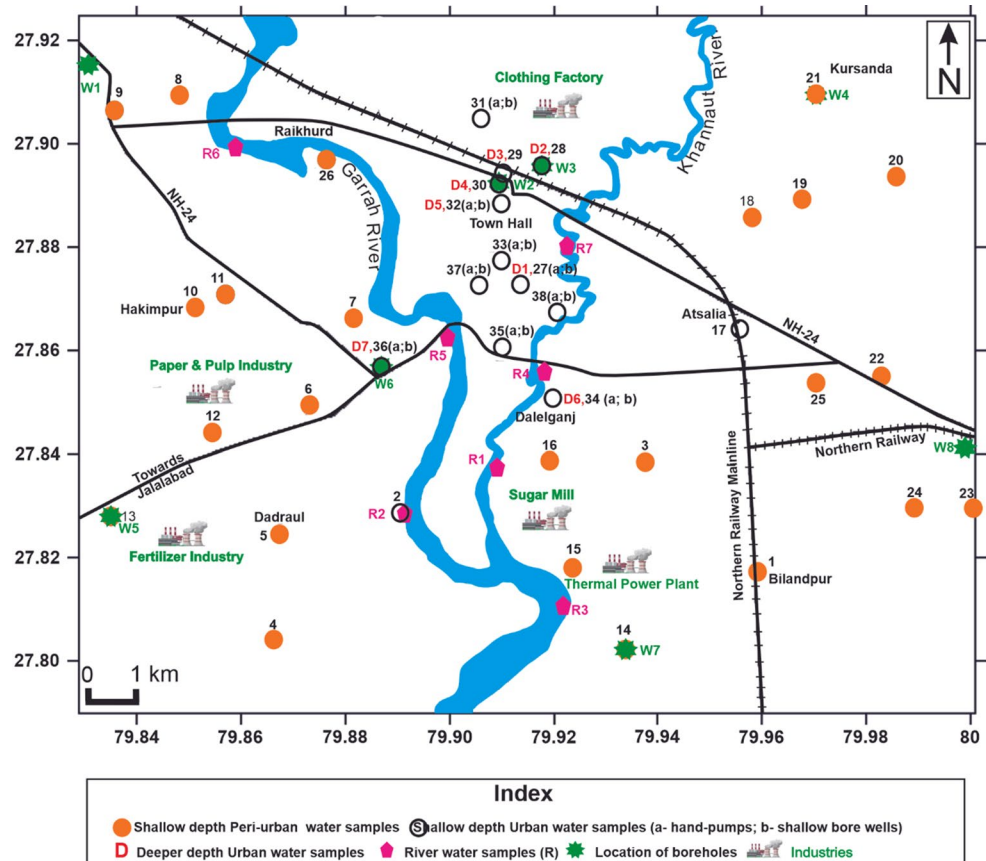 27.92
27.90
27.88
27.86
27.84
27.82
27.80
79.84
79.86
79.88
79.90
79.92
79.94
79.96
79.98
80
N
Kursanda
21
W4
Clothing Factory
31 (a;b)
Khannaut River
W1
9
8
Raikhurd
R6
26
Garrah River
NH-24
D3,29
D2,28
W3
D4,30
W2
D5,32(a;b)
Town Hall
20
19
18
R7
33(a;b)
37(a;b)
D1,27(a;b)
38(a;b)
11
10
Hakimpur
7
Atsalia
17
NH-24
35(a;b)
R5
R4
D7,36(a;b)
W6
Paper & Pulp Industry
6
12
22
25
D6,34 (a; b)
Dalelganj
Towards
Jalalabad
16
3
R1
Northern Railway
W8
Northern Railway Mainline
13
W5
Fertilizer Industry
Dadraul
5
2
R2
Sugar Mill
24
23
15
Thermal Power Plant
1
Bilandpur
R3
4
14
W7
0 1 km
Index
Shallow depth Peri-urban water samples
Shallow depth Urban water samples (a- hand-pumps; b- shallow bore wells)
D Deeper depth Urban water samples
River water samples (R)
Location of boreholes
Industries